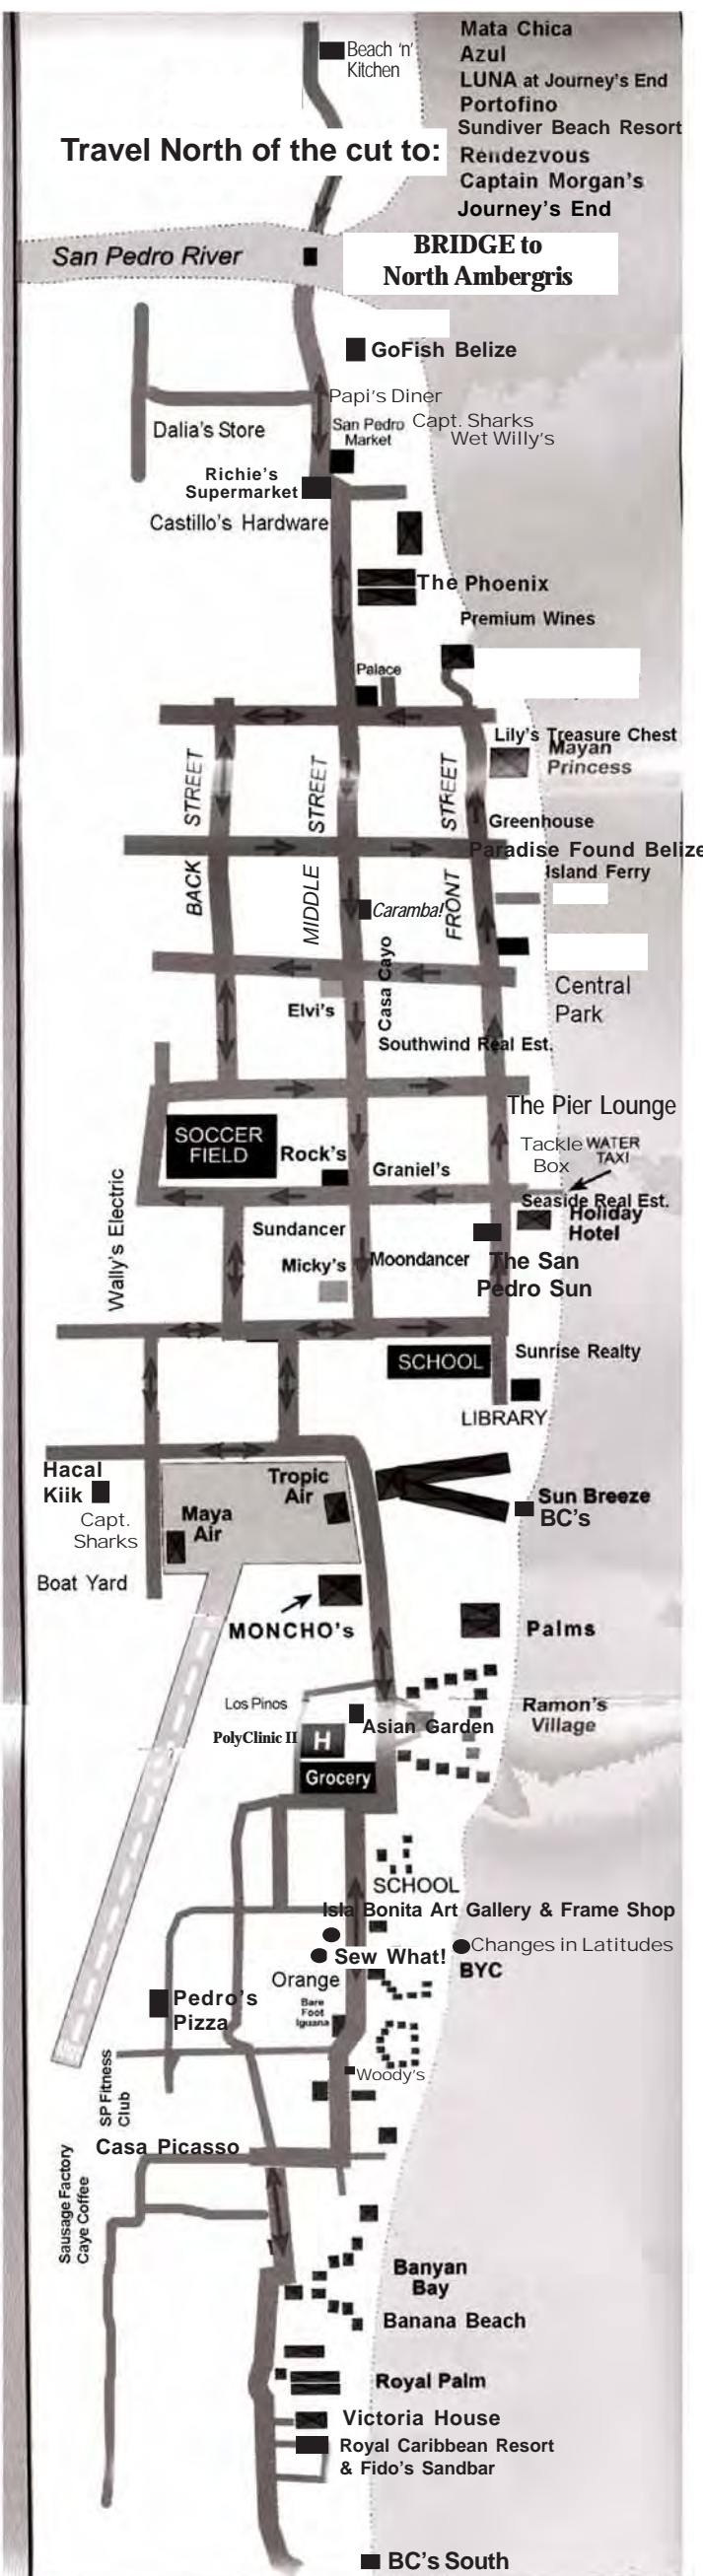 Mata Chica
Azul
LUNA at Journey's End
Portofino
Sundiver Beach Resort
Rendezvous
Captain Morgan's
Journey's End
Beach 'n'
Kitchen
Travel North of the cut to:
San Pedro River
BRIDGE to
North Ambergris
GoFish Belize
Papi's Diner
Dalia's Store
San Pedro
Market
Capt. Sharks
Wet Willy's
Richie's
Supermarket
Castillo's Hardware
The Phoenix
Premium Wines
Palace
Lily's Treasure Chest
Mayan
Princess
BACK STREET
MIDDLE STREET
FRONT STREET
Greenhouse
Paradise Found Belize
Island Ferry
Caramba!
Casa Cayo
Central
Park
Elvi's
Southwind Real Est.
The Pier Lounge
SOCCER
FIELD
Rock's
Graniel's
Tackle
Box
WATER
TAXI
Wally's Electric
Seaside Real Est.
Holiday
Hotel
Sundancer
Micky's
Moondancer
The San
Pedro Sun
SCHOOL
Sunrise Realty
LIBRARY
Hacal
Kiik
Tropic
Air
Capt.
Sharks
Maya
Air
Sun Breeze
BC's
Boat Yard
MONCHO's
Palms
Los Pinos
Ramon's
Village
PolyClinic II
H
Asian Garden
Grocery
SCHOOL
Isla Bonita Art Gallery & Frame Shop
Sew What!
Changes in Latitudes
BYC
Orange
Pedro's
Pizza
Bare
Foot
Iguana
SP Fitness
Club
Woody's
Casa Picasso
Sausage Factory
Caye Coffee
Banyan
Bay
Banana Beach
Royal Palm
Victoria House
Royal Caribbean Resort
& Fido's Sandbar
BC's South